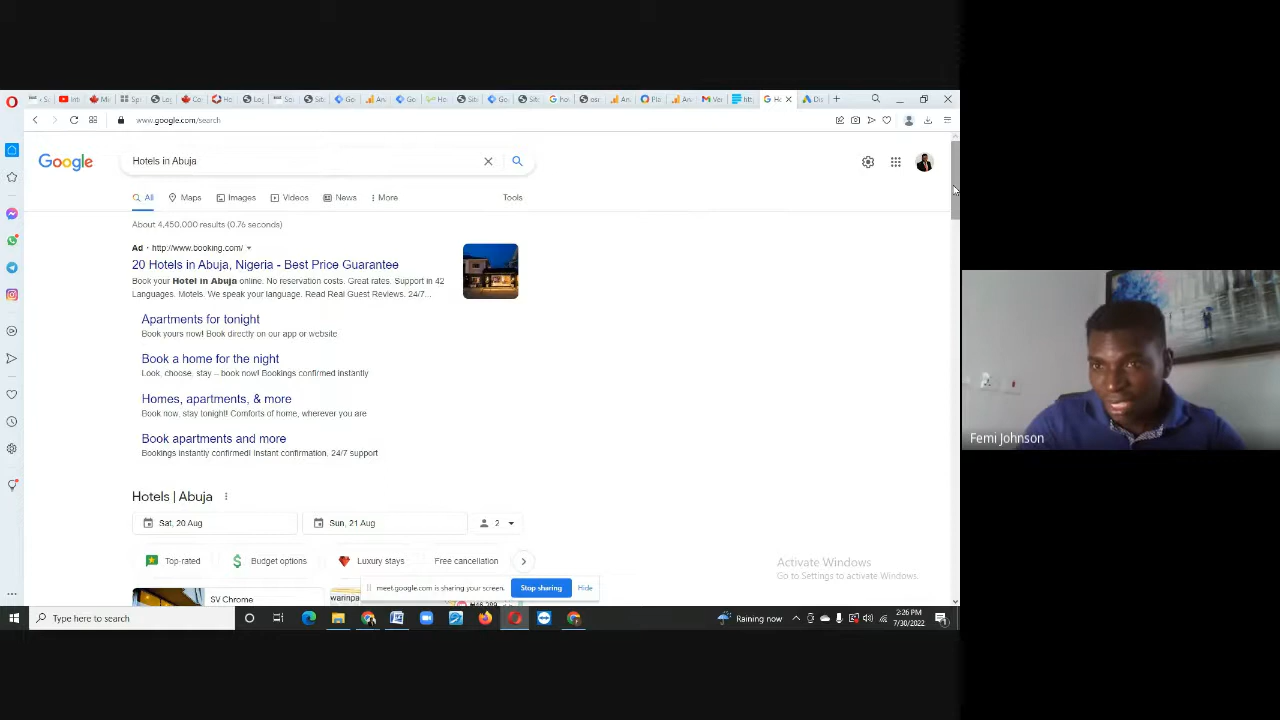 Goo
Ho
www.google.com/search
Google
Hotels in Abuja
All
Maps
Images
Videos
News
More
Tools
About 4,450,000 results (0.76 seconds)
Ad · http://www.booking.com/
20 Hotels in Abuja, Nigeria - Best Price Guarantee
Book your Hotel in Abuja online. No reservation costs. Great rates. Support in 42
Languages. Motels. We speak your language. Read Real Guest Reviews. 24/7...
Apartments for tonight
Book yours now! Book directly on our app or website
Book a home for the night
Look, choose, stay – book now! Bookings confirmed instantly
Homes, apartments, & more
Book now, stay tonight! Comforts of home, wherever you are
Book apartments and more
Bookings instantly confirmed! Instant confirmation, 24/7 support
Hotels | Abuja
Sat, 20 Aug
Sun, 21 Aug
2
Top-rated
Budget options
Luxury stays
Free cancellation
SV Chrome
meet.google.com is sharing your screen.
Stop sharing
Hide
Activate Windows
Go to Settings to activate Windows.
Type here to search
Raining now
2:26 PM
7/30/2022
Femi Johnson